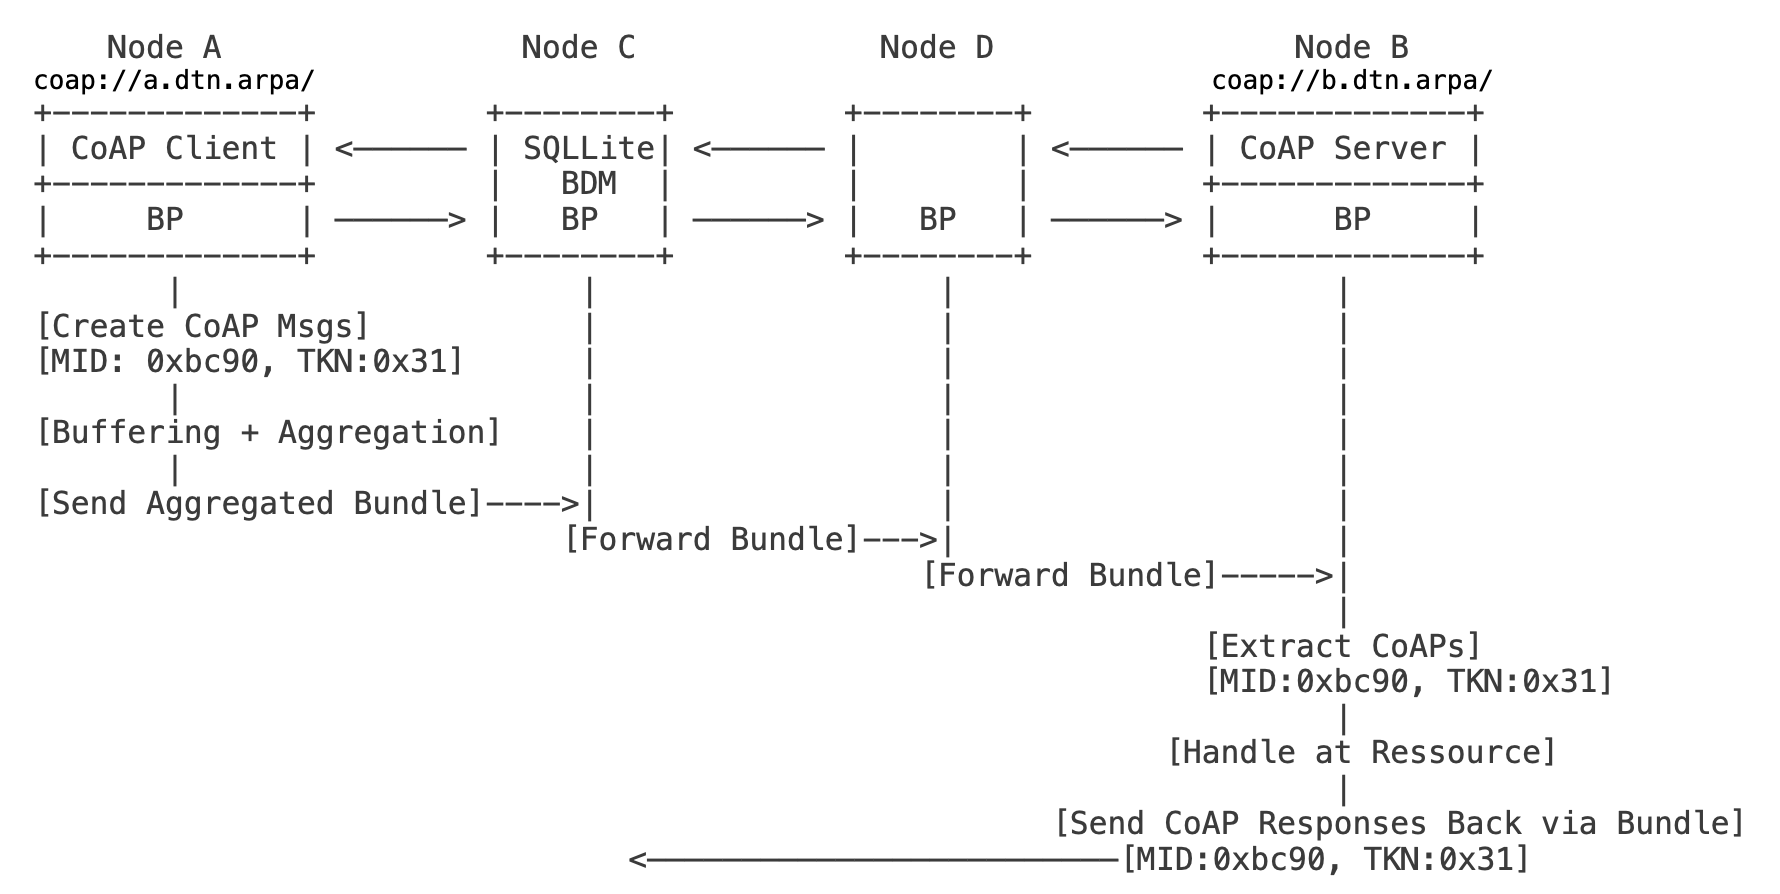 Node A Node C Node D Node B
coap://a.dtn.arpa/ coap://b.dtn.arpa/
+--------------+ +---------+ +---------+ +--------------+
| CoAP Client | <—————— | SQLLite| <—————— | | <—————— | CoAP Server |
+--------------+ | BDM | | | +--------------+
| BP | ——————> | BP | ——————> | BP | ——————> | BP |
+--------------+ +---------+ +---------+ +--------------+
| | | |
[Create CoAP Msgs] | | |
[MID: 0xbc90, TKN:0x31] | | |
| | | |
[Buffering + Aggregation] | | |
| | | |
[Send Aggregated Bundle]---->| | |
[Forward Bundle]--->| |
[Forward Bundle]----->|
|
[Extract CoAPs]
[MID:0xbc90, TKN:0x31]
|
[Handle at Ressource]
|
[Send CoAP Responses Back via Bundle]
<—————————————————————————[MID:0xbc90, TKN:0x31]